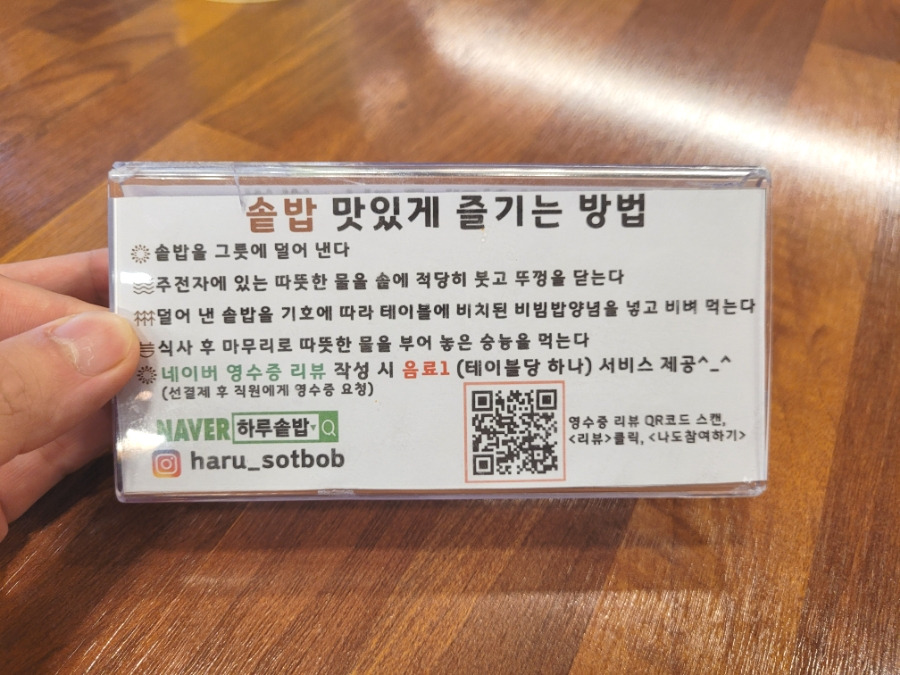 솥밥 맛있게 즐기는 방법
솥밥을 그릇에 덜어 낸다
주전자에 있는 따뜻한 물을 솥에 적당히 붓고 뚜껑을 닫는다
덜어 낸 솥밥을 기호에 따라 테이블에 비치된 비빔밥양념을 넣고 비벼 먹는다
식사 후 마무리로 따뜻한 물을 부어 놓은 숭늉을 먹는다
네이버 영수증 리뷰 작성 시 음료1 (테이블당 하나) 서비스 제공^_^
(선결제 후 직원에게 영수증 요청)
NAVER 하루솥밥
haru_sotbob
영수증 리뷰 QR코드 스캔,
<리뷰>클릭, <나도참여하기>